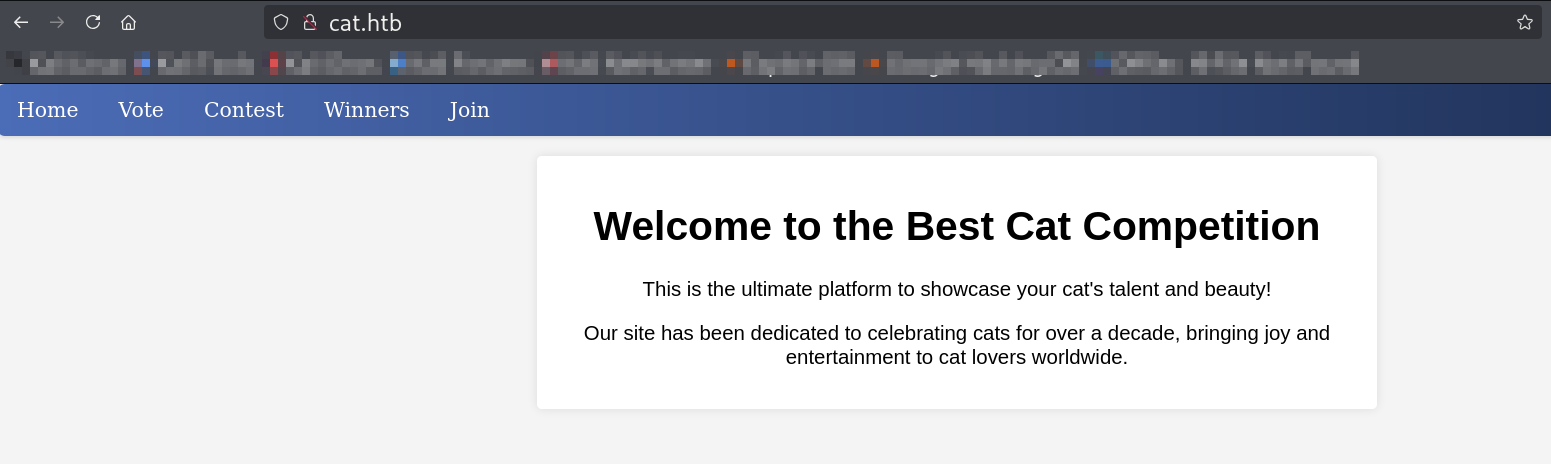 cat.htb
Home Vote Contest Winners Join
Welcome to the Best Cat Competition
This is the ultimate platform to showcase your cat's talent and beauty!
Our site has been dedicated to celebrating cats for over a decade, bringing joy and
entertainment to cat lovers worldwide.